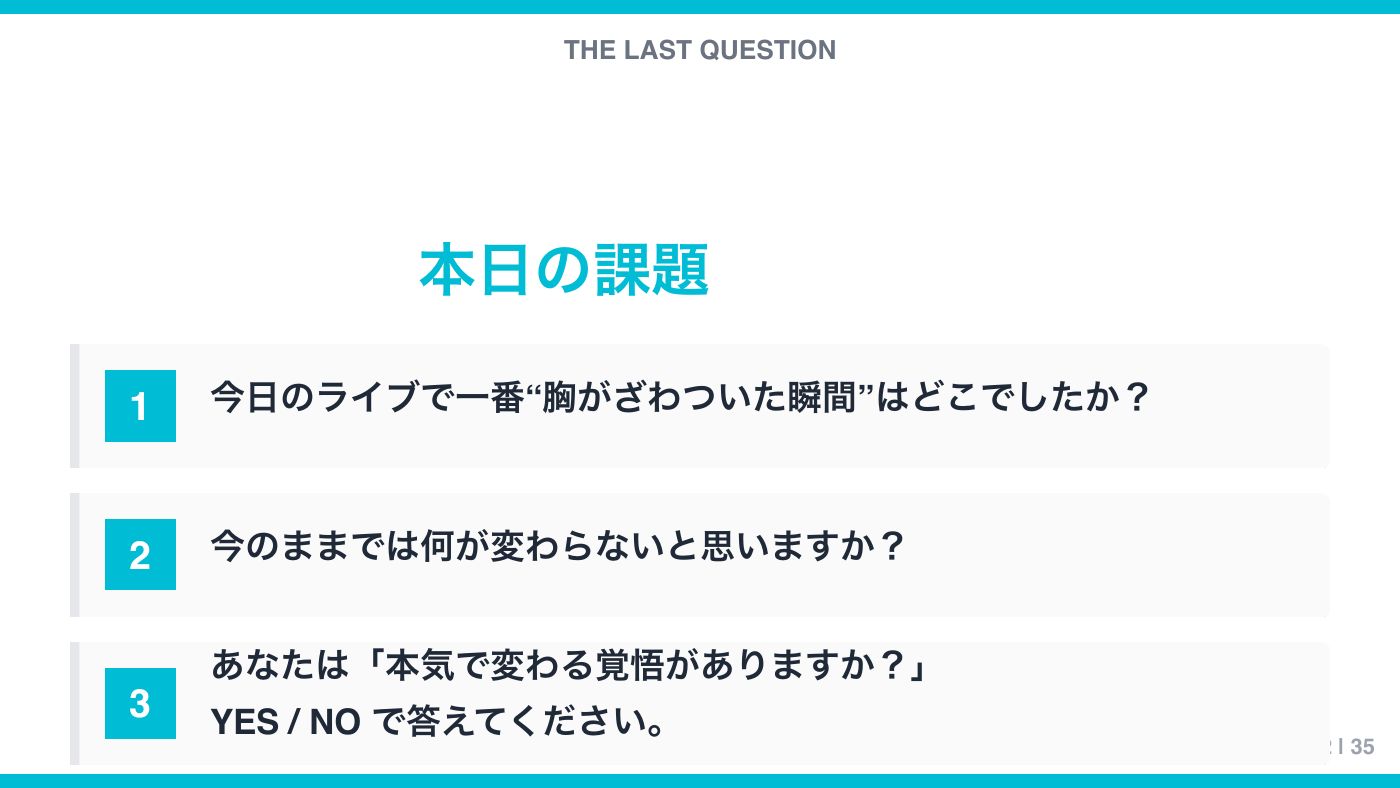 THE LAST QUESTION
本日の課題
1
今日のライブで一番“胸がざわついた瞬間”はどこでしたか？
2
今のままでは何が変わらないと思いますか？
3
あなたは「本気で変わる覚悟がありますか？」
YES / NO で答えてください。
| 35